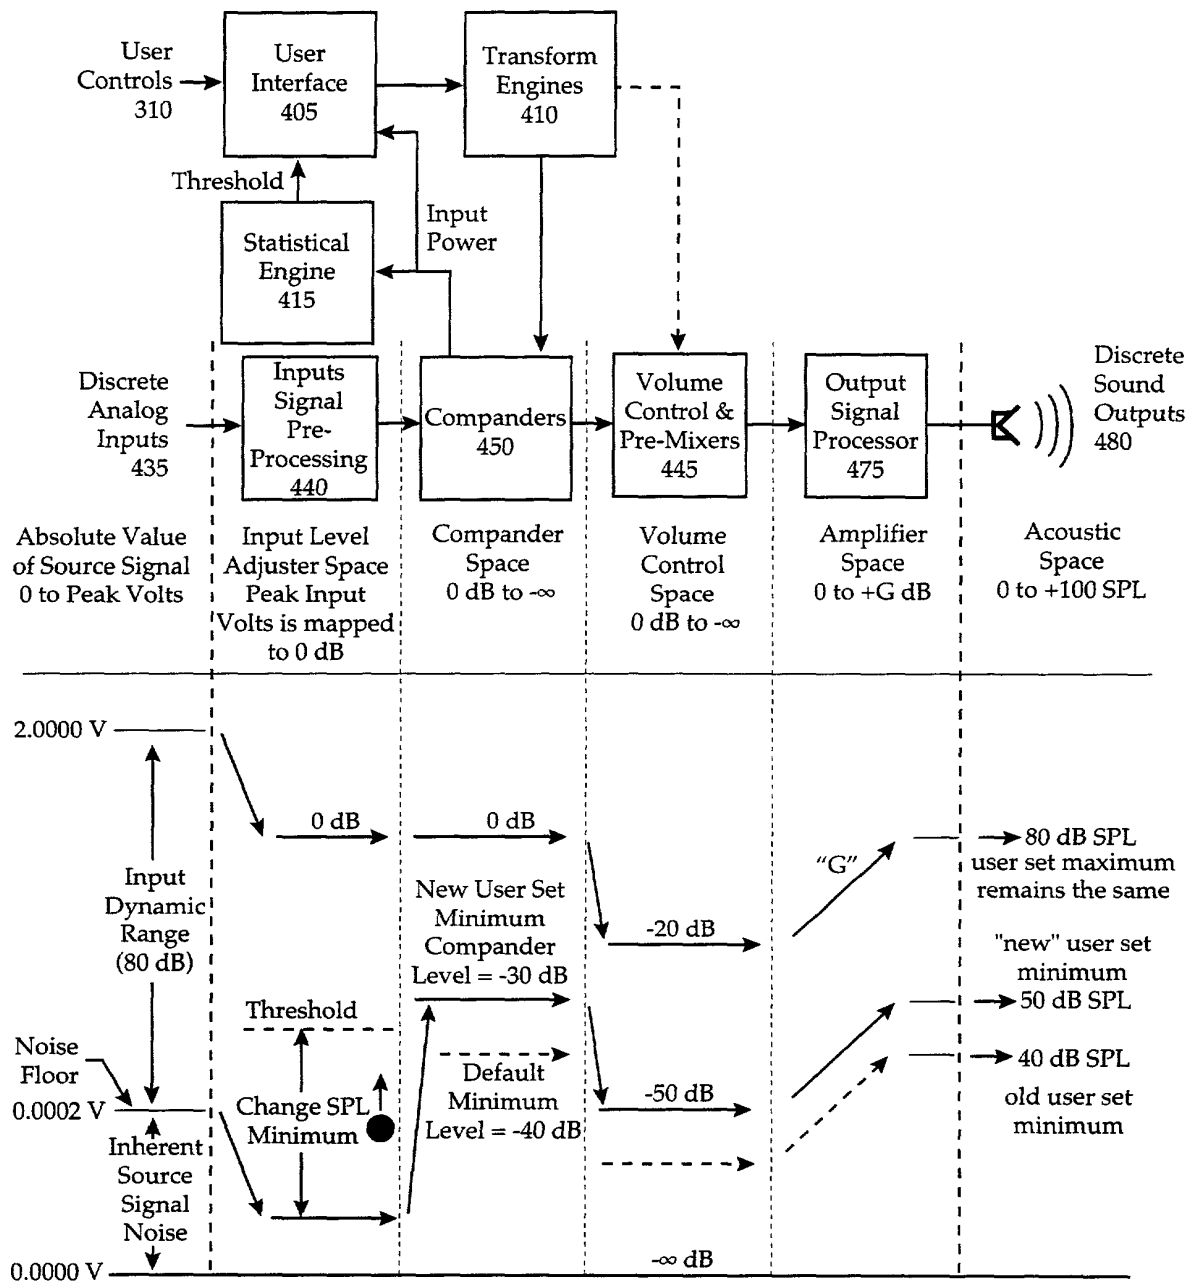 User
Controls
310
User
Interface
405
Transform
Engines
410
Threshold
Input
Power
Statistical
Engine
415
Discrete
Analog
Inputs
435
Inputs
Signal
Pre-
Processing
440
Companders
450
Volume
Control &
Pre-Mixers
445
Output
Signal
Processor
475
Discrete
Sound
Outputs
480
Absolute Value
of Source Signal
0 to Peak Volts
Input Level
Adjuster Space
Peak Input
Volts is mapped
to 0 dB
Compander
Space
0 dB to -∞
Volume
Control
Space
0 dB to -∞
Amplifier
Space
0 to +G dB
Acoustic
Space
0 to +100 SPL
2.0000 V
0 dB
0 dB
"G"
80 dB SPL
user set maximum
remains the same
Input
Dynamic
Range
(80 dB)
New User Set
Minimum
Compander
Level = -30 dB
-20 dB
"new" user set
minimum
50 dB SPL
Threshold
Noise
Floor
0.0002 V
Change SPL
Minimum
Default
Minimum
Level = -40 dB
-50 dB
40 dB SPL
old user set
minimum
Inherent
Source
Signal
Noise
0.0000 V
-∞ dB